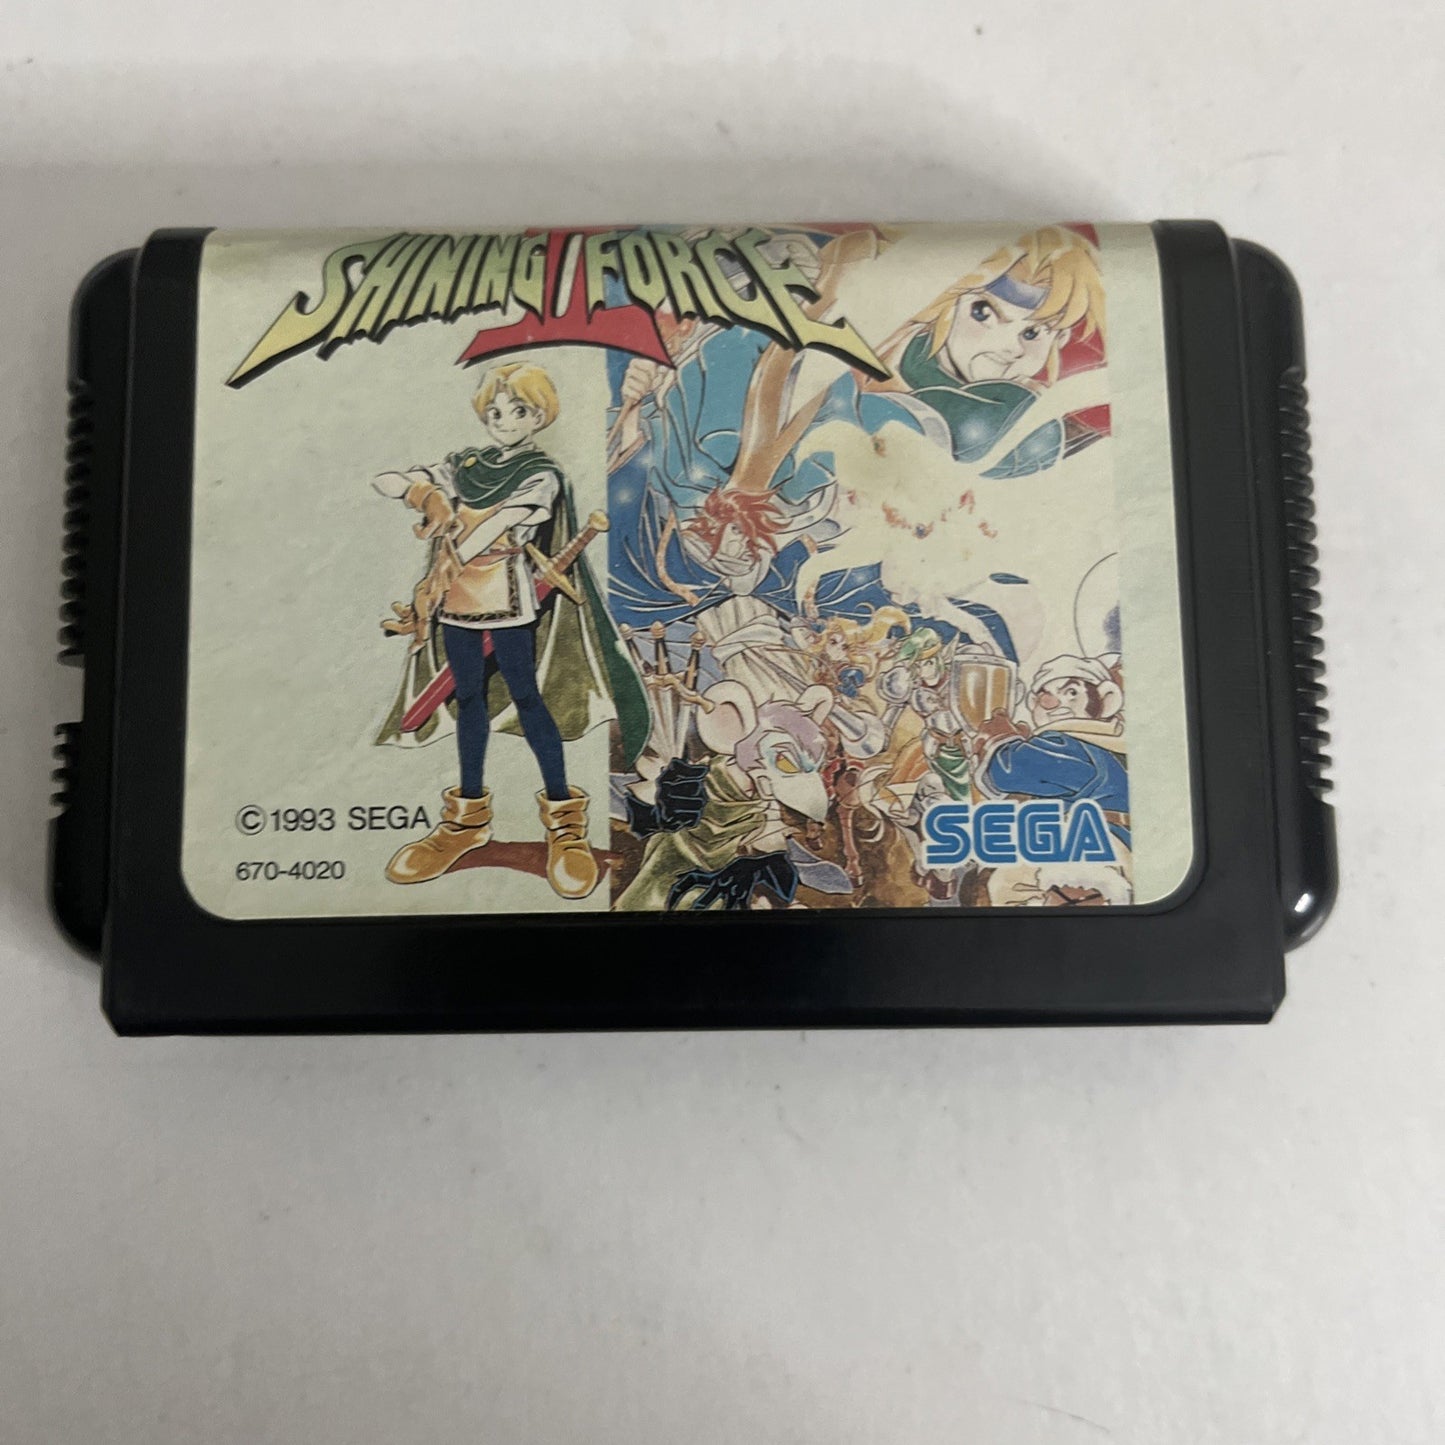 SHINING FORCE II
© 1993 SEGA
670-4020
SEGA